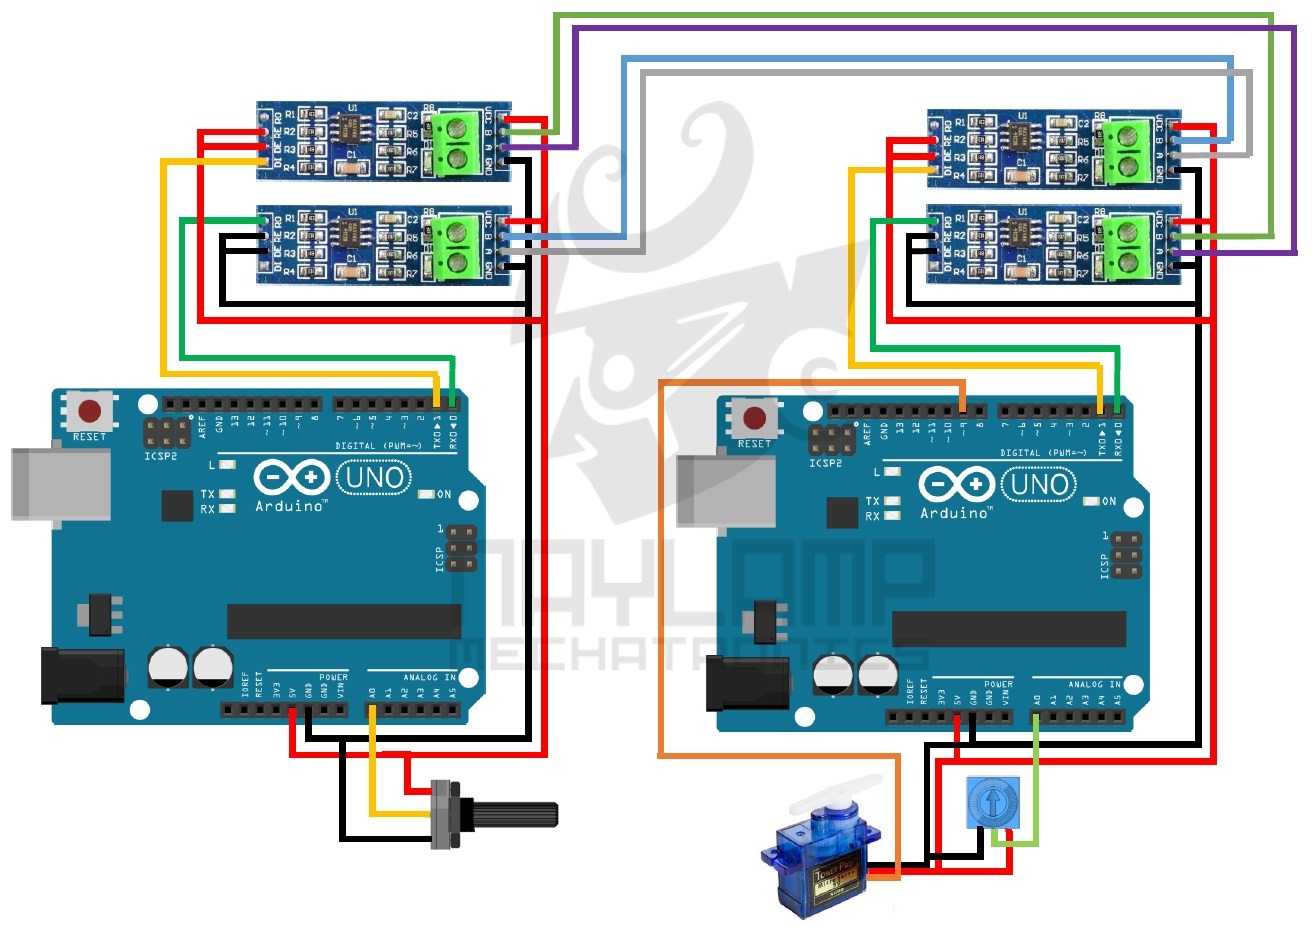 R1 U1 C2 R8 VCC
RO R2 R5 B
RE R3 R6 A
DE C1
DI R4 R7 GND
R1 U1 C2 R8 VCC
RO R2 R5 B
RE R3 R6 A
DE C1
DI R4 R7 GND
R1 U1 C2 R8 VCC
RO R2 R5 B
RE R3 R6 A
DE C1
DI R4 R7 GND
R1 U1 C2 R8 VCC
RO R2 R5 B
RE R3 R6 A
DE C1
DI R4 R7 GND
RESET
ICSP2
AREF GND 13 12 ~11 ~10 ~9 8 7 ~6 ~5 4 ~3 2 TX0▶1 RX0◀0
DIGITAL (PWM=~)
L
TX
RX
UNO
Arduino™
ON
1
ICSP
POWER
ANALOG IN
IOREF RESET 3V3 5V GND GND VIN A0 A1 A2 A3 A4 A5
RESET
ICSP2
AREF GND 13 12 ~11 ~10 ~9 8 7 ~6 ~5 4 ~3 2 TX0▶1 RX0◀0
DIGITAL (PWM=~)
L
TX
RX
UNO
Arduino™
ON
1
ICSP
POWER
ANALOG IN
IOREF RESET 3V3 5V GND GND VIN A0 A1 A2 A3 A4 A5
NAYLAMP
MECHATRONICS
Tower Pro